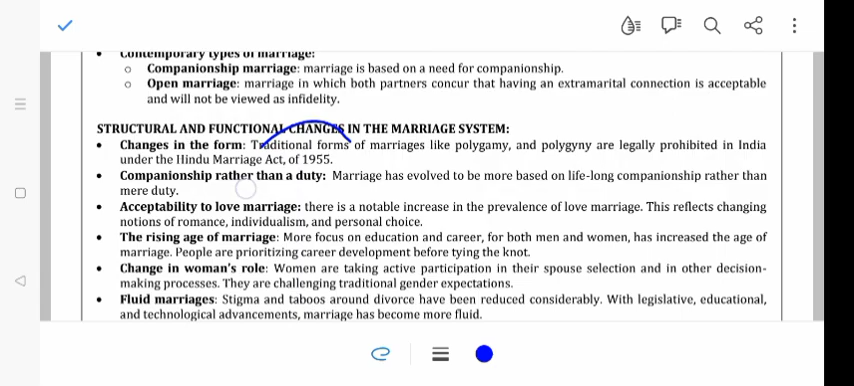 • Contemporary types of marriage:
o Companionship marriage: marriage is based on a need for companionship.
o Open marriage: marriage in which both partners concur that having an extramarital connection is acceptable
and will not be viewed as infidelity.
STRUCTURAL AND FUNCTIONAL CHANGES IN THE MARRIAGE SYSTEM:
• Changes in the form: Traditional forms of marriages like polygamy, and polygyny are legally prohibited in India
under the Hindu Marriage Act, of 1955.
• Companionship rather than a duty: Marriage has evolved to be more based on life-long companionship rather than
mere duty.
• Acceptability to love marriage: there is a notable increase in the prevalence of love marriage. This reflects changing
notions of romance, individualism, and personal choice.
• The rising age of marriage: More focus on education and career, for both men and women, has increased the age of
marriage. People are prioritizing career development before tying the knot.
• Change in woman's role: Women are taking active participation in their spouse selection and in other decision-
making processes. They are challenging traditional gender expectations.
• Fluid marriages: Stigma and taboos around divorce have been reduced considerably. With legislative, educational,
and technological advancements, marriage has become more fluid.